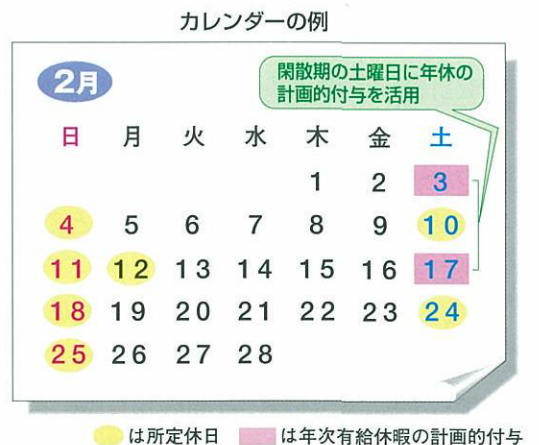 カレンダーの例
2月
閑散期の土曜日に年休の
計画的付与を活用
日 月 火 水 木 金 土
1 2 3
4 5 6 7 8 9 10
11 12 13 14 15 16 17
18 19 20 21 22 23 24
25 26 27 28
は所定休日 は年次有給休暇の計画的付与